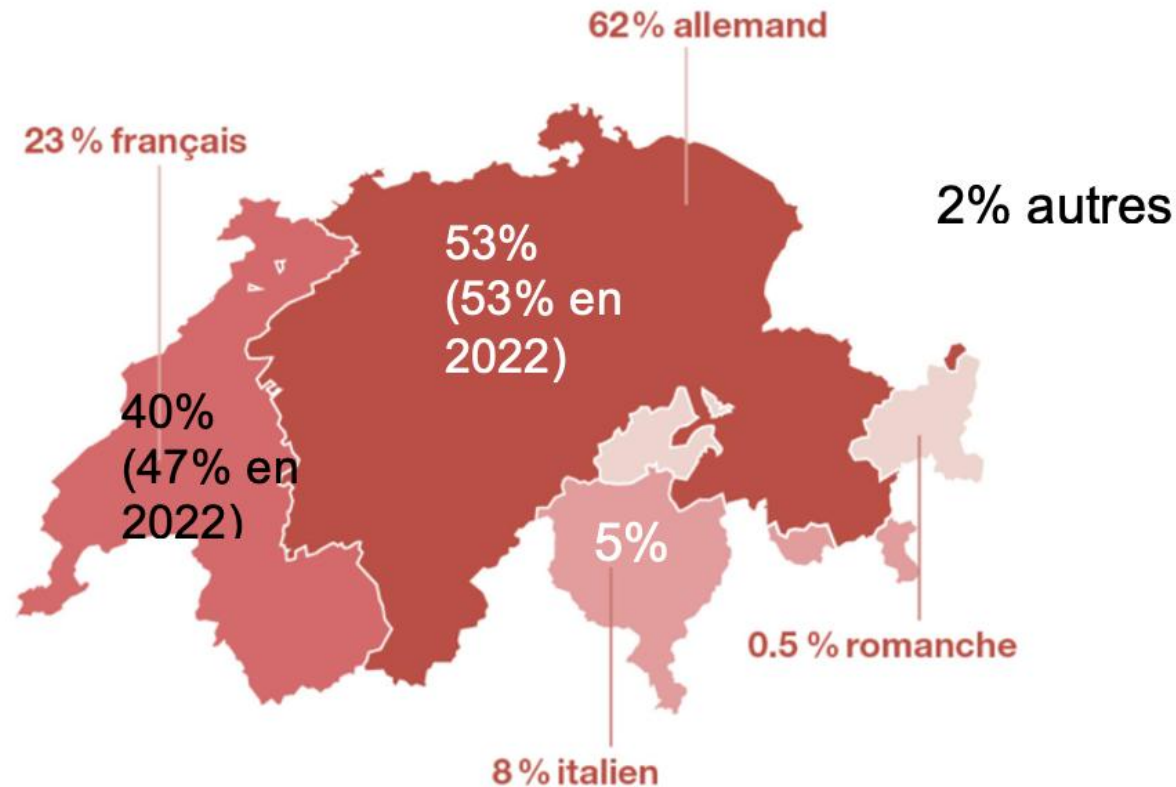 62% allemand
23% français
2% autres
53%
(53% en
2022)
40%
(47% en
2022)
5%
0.5% romanche
8% italien